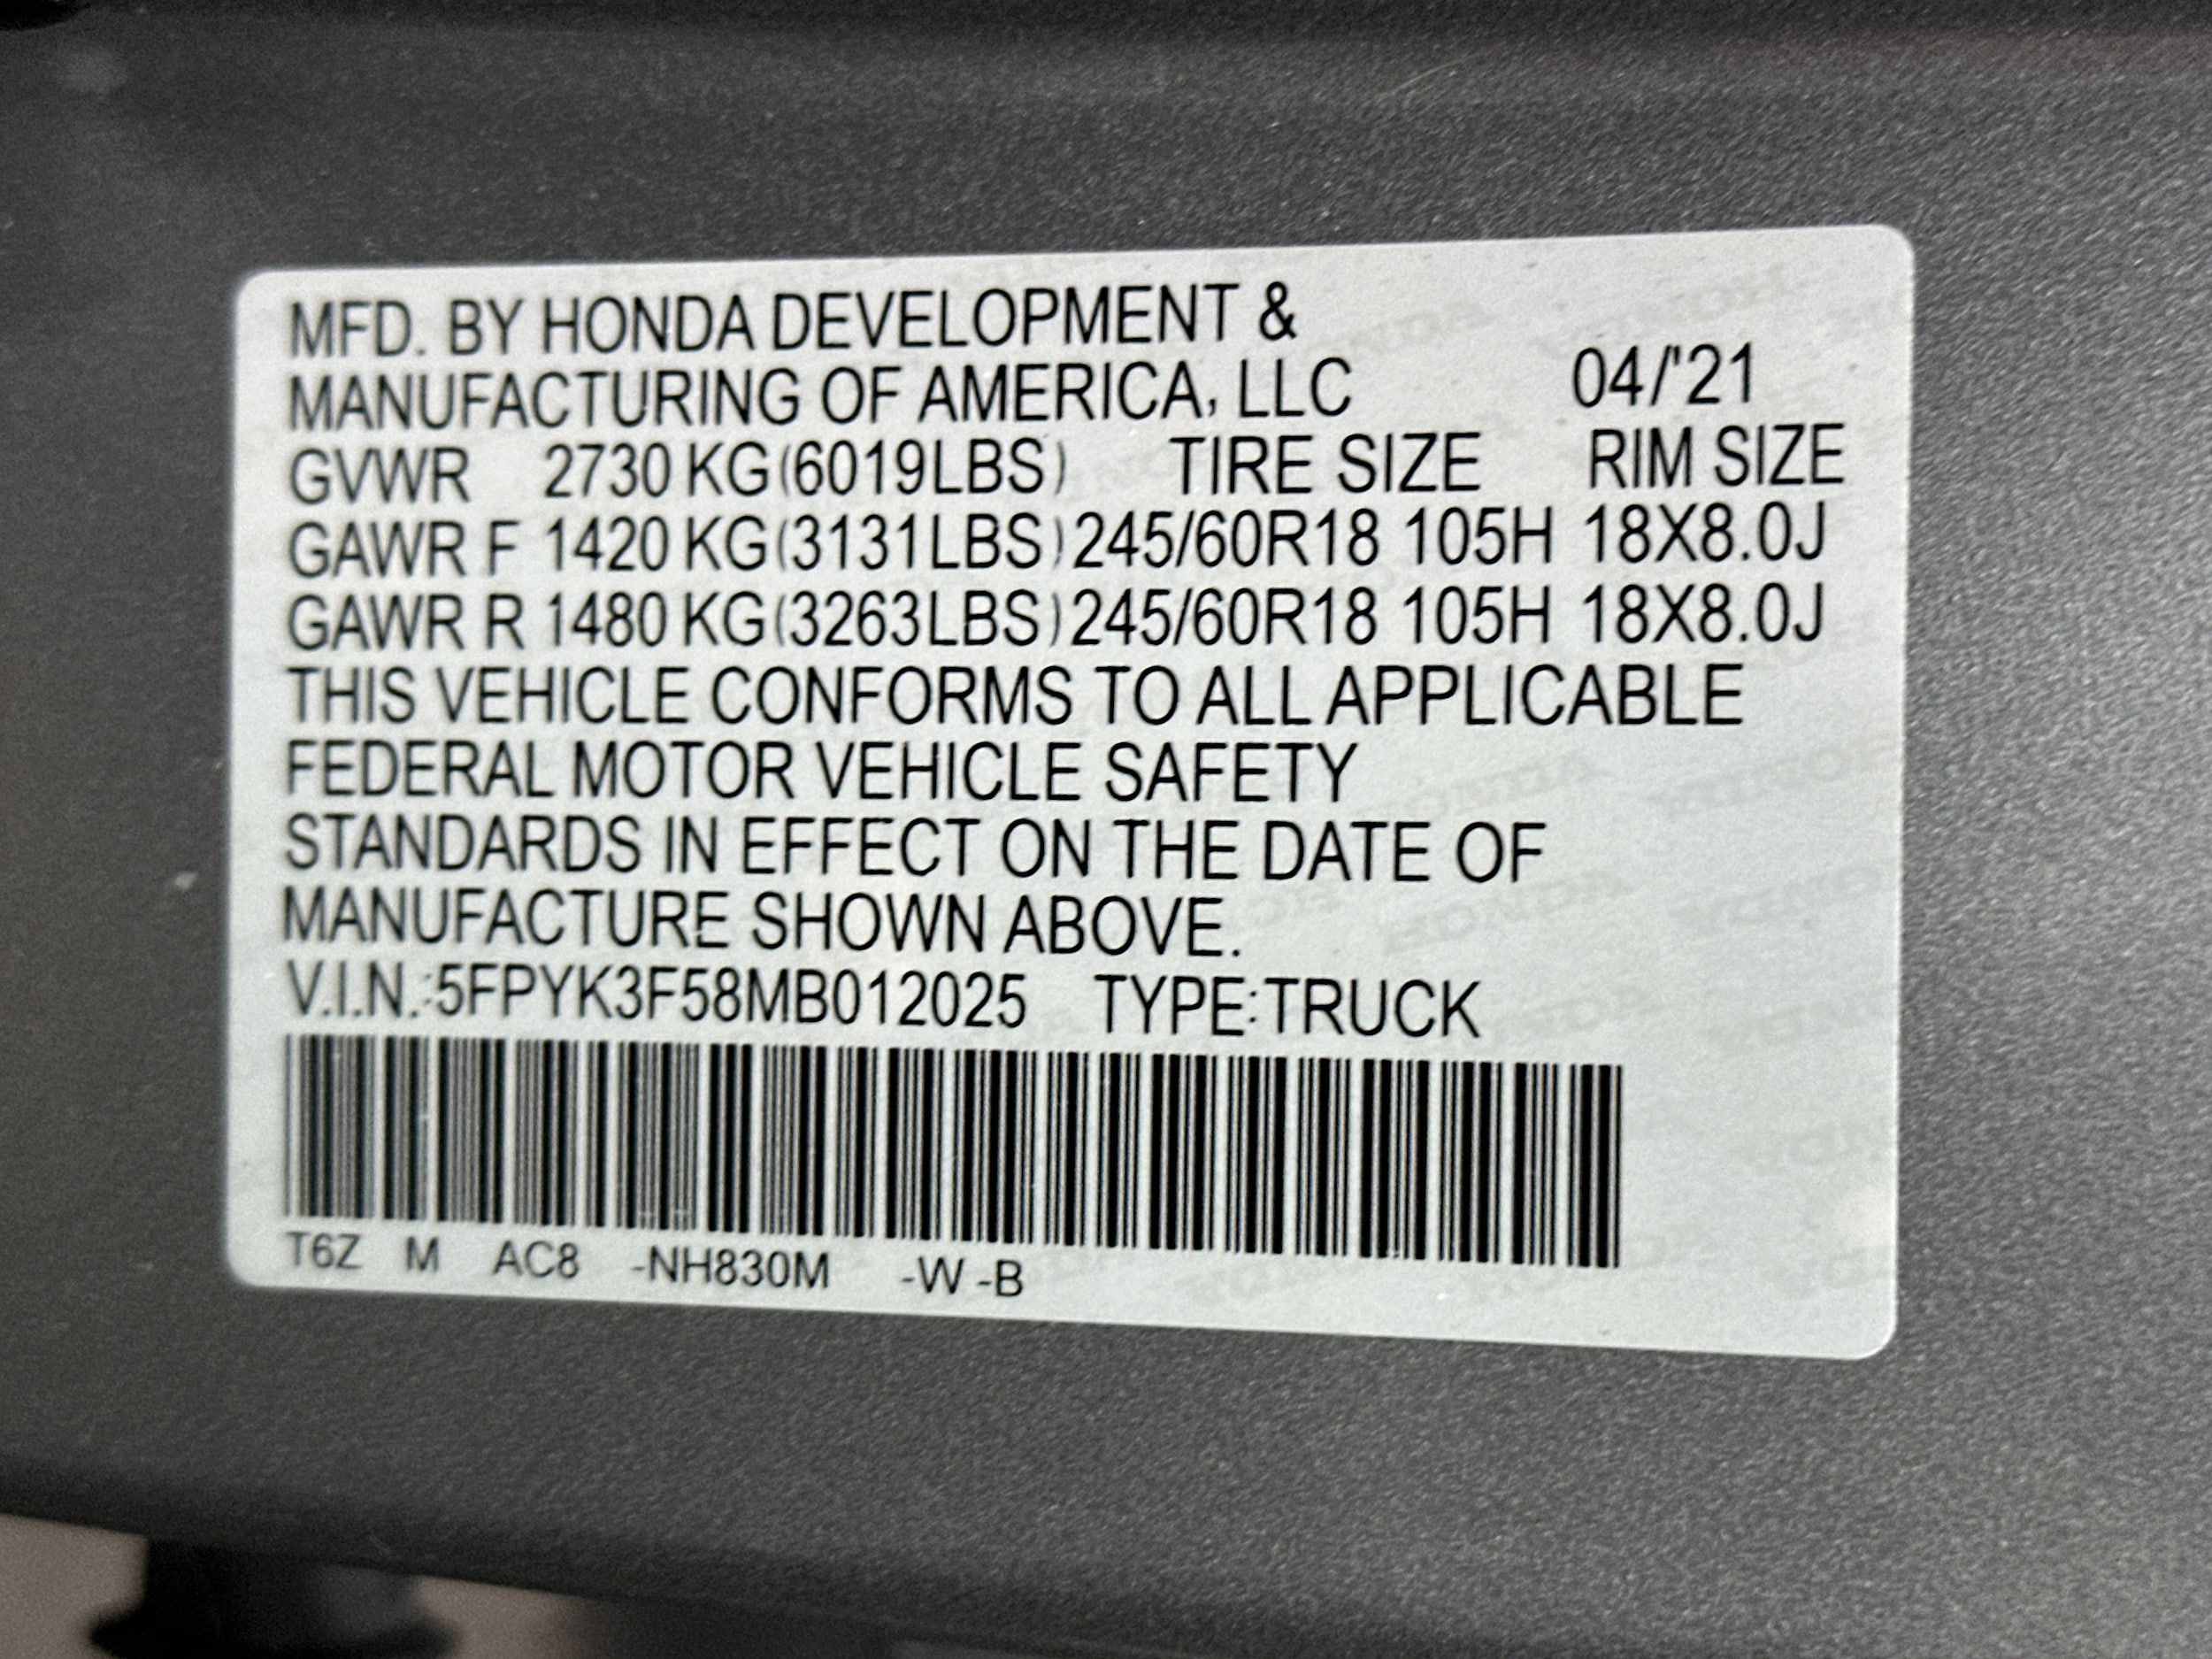 MFD. BY HONDA DEVELOPMENT &
MANUFACTURING OF AMERICA, LLC 04/'21
GVWR 2730 KG(6019LBS) TIRE SIZE RIM SIZE
GAWR F 1420 KG(3131LBS) 245/60R18 105H 18X8.0J
GAWR R 1480 KG(3263LBS) 245/60R18 105H 18X8.0J
THIS VEHICLE CONFORMS TO ALL APPLICABLE
FEDERAL MOTOR VEHICLE SAFETY
STANDARDS IN EFFECT ON THE DATE OF
MANUFACTURE SHOWN ABOVE.
V.I.N.:5FPYK3F58MB012025 TYPE:TRUCK
T6Z M AC8 -NH830M -W -B